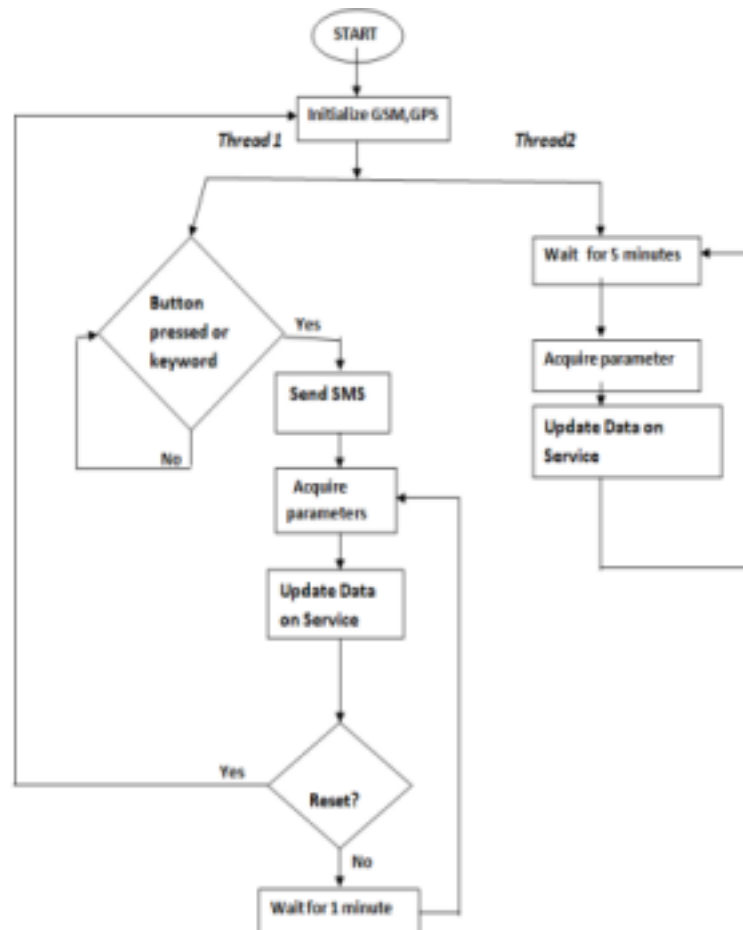 START
Initialize GSM,GPS
Thread 1
Thread2
Button
pressed or
keyword
Yes
No
Send SMS
Acquire
parameters
Update Data
on Service
Reset?
Yes
No
Wait for 1 minute
Wait for 5 minutes
Acquire parameter
Update Data on
Service